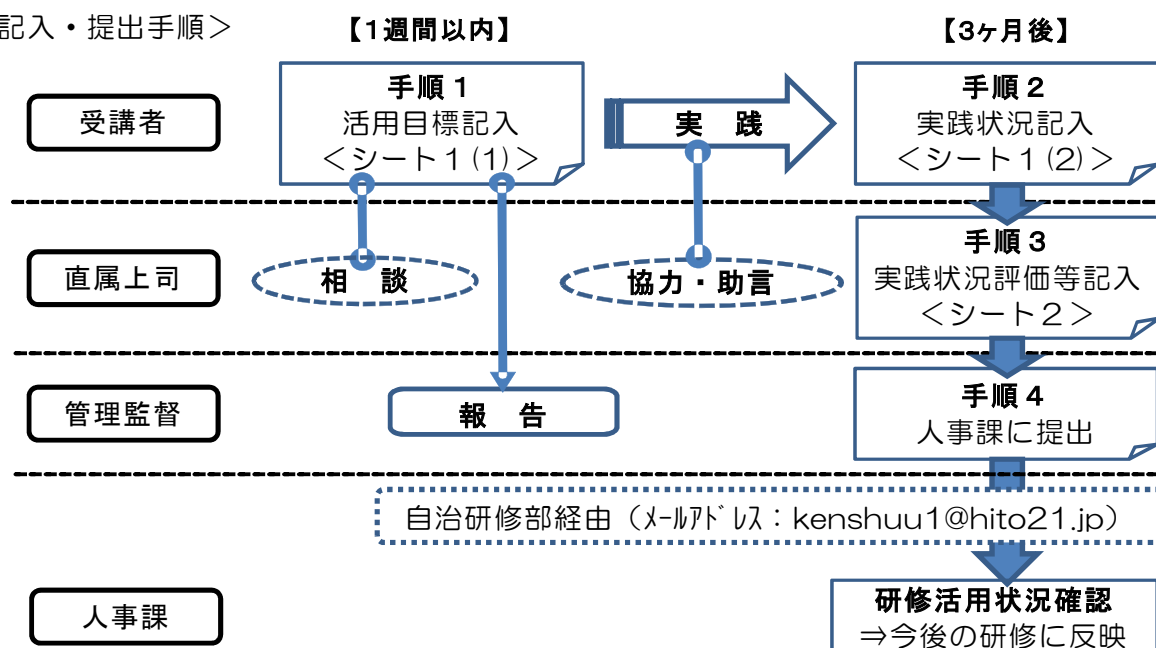 記入・提出手順＞
【1週間以内】
【3ヶ月後】
受講者
手順１
活用目標記入
＜シート１(1)＞
実　践
手順２
実践状況記入
＜シート１(2)＞
直属上司
相　談
協力・助言
手順３
実践状況評価等記入
＜シート２＞
管理監督
報　告
手順４
人事課に提出
自治研修部経由（ﾒｰﾙｱﾄﾞﾚｽ：kenshuu1@hito21.jp）
人事課
研修活用状況確認
⇒今後の研修に反映